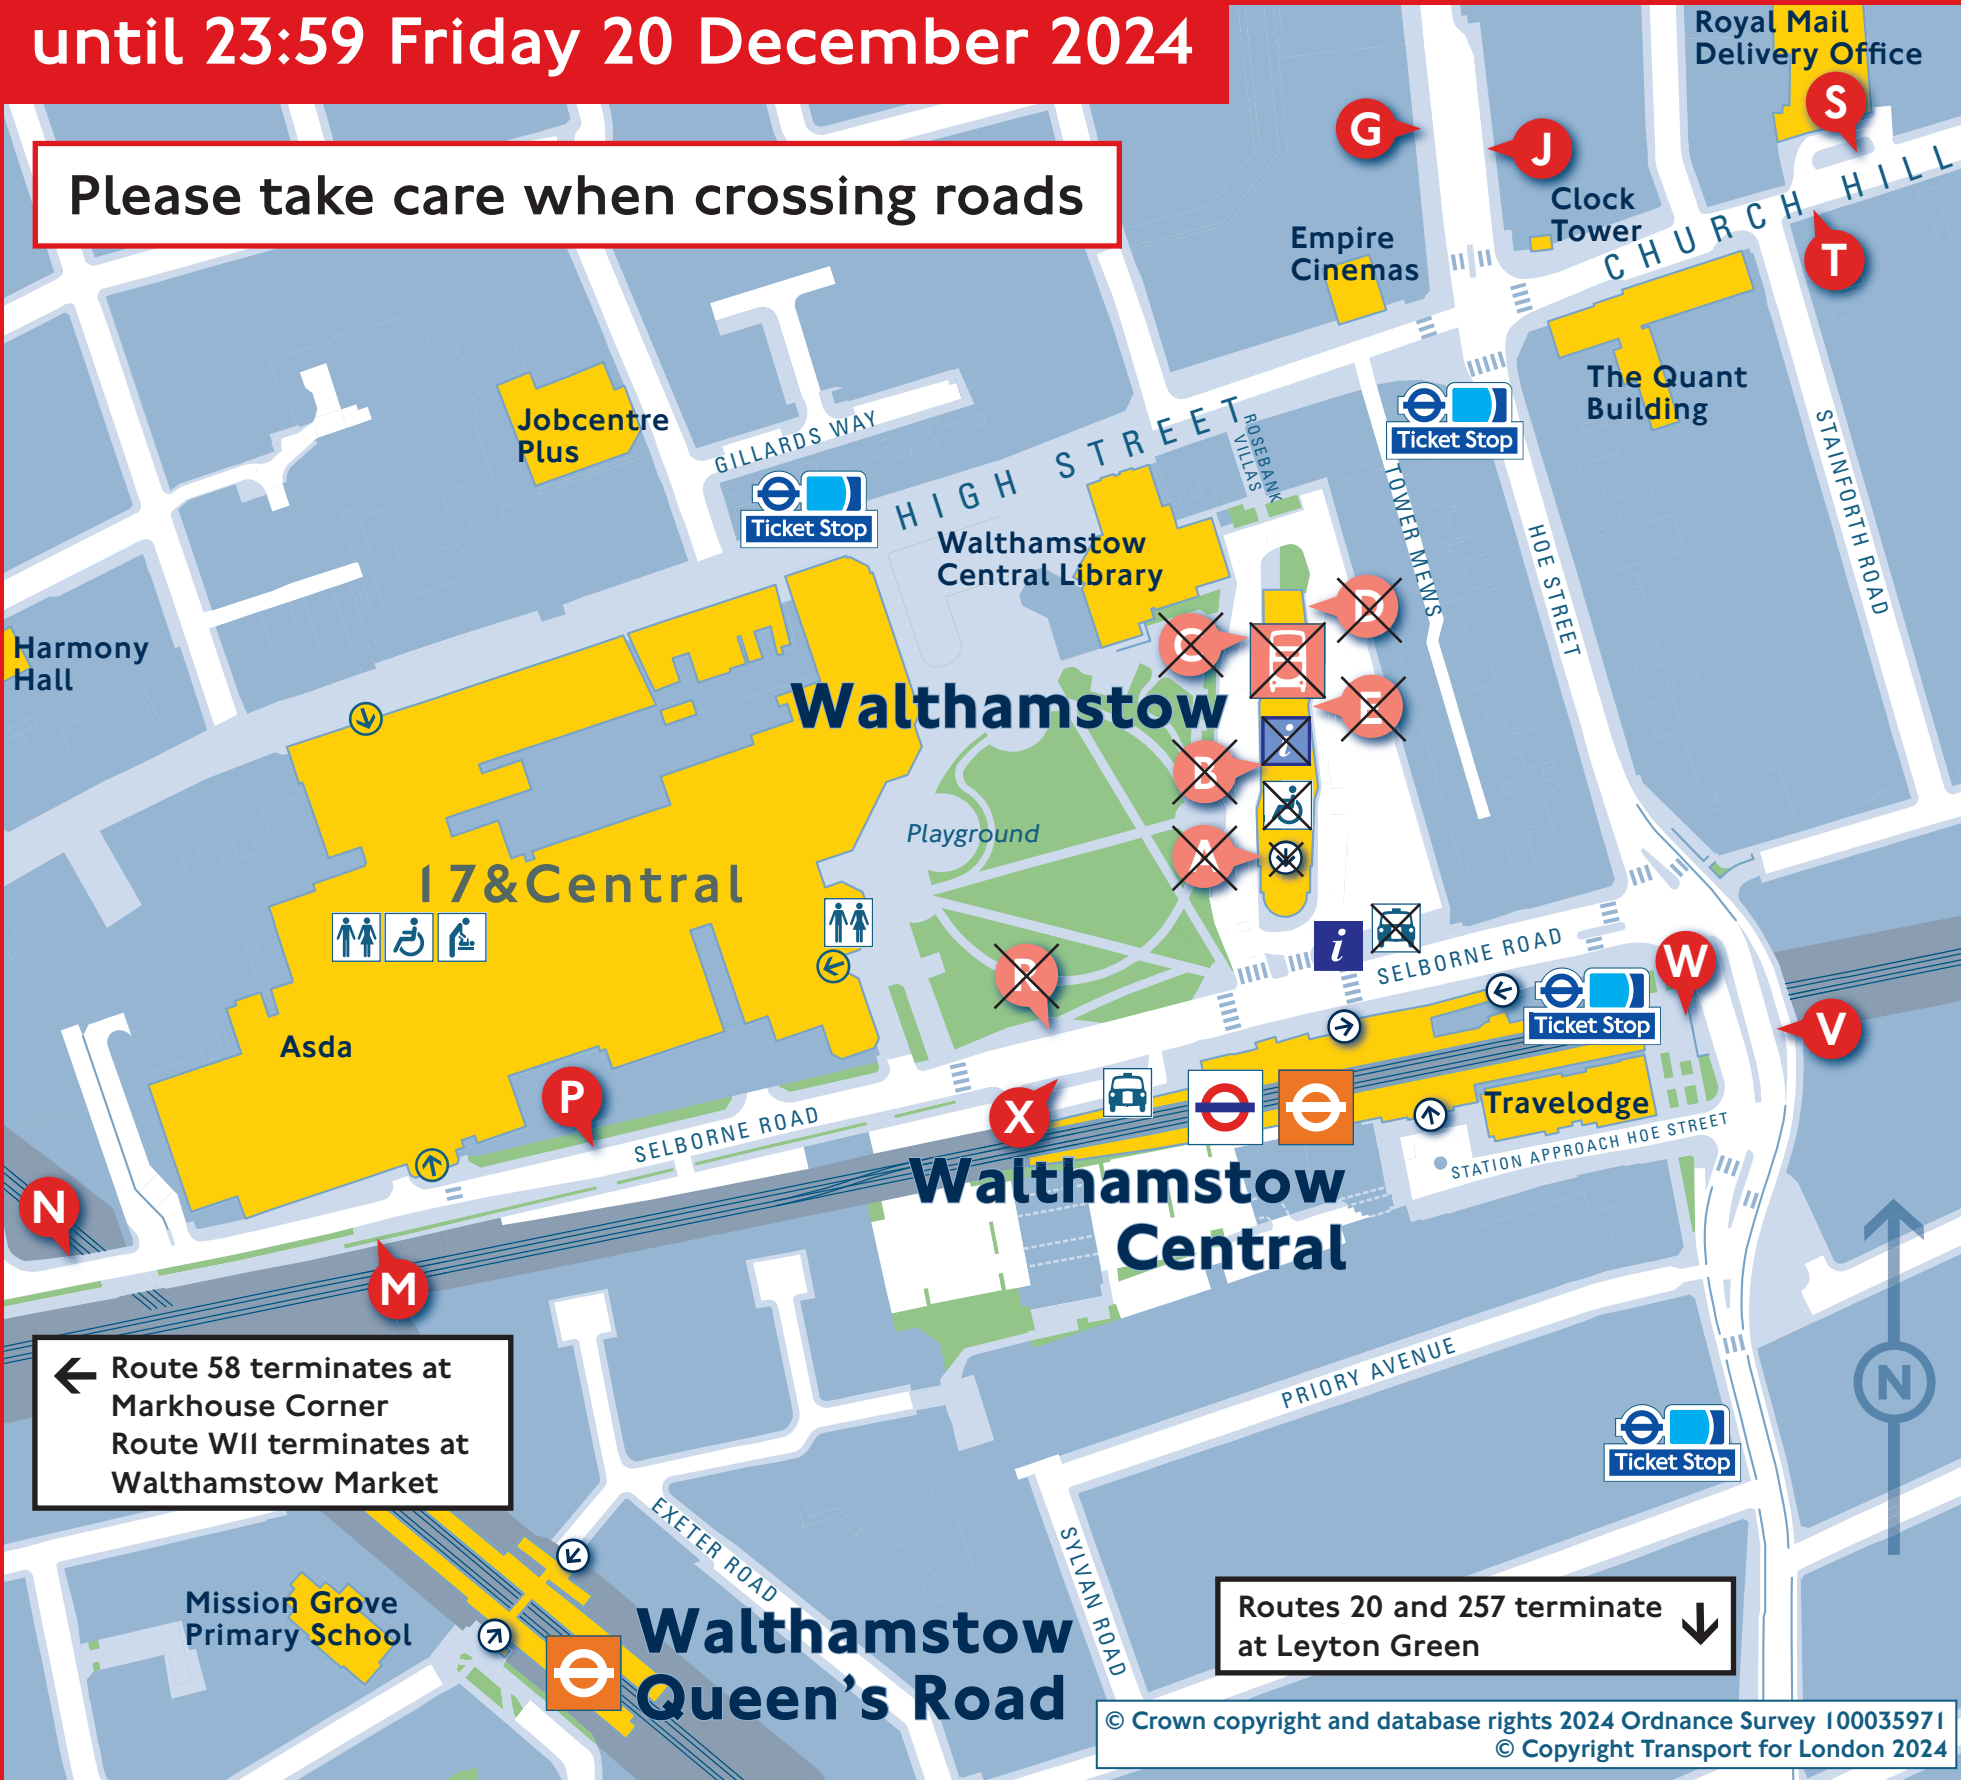 until 23:59 Friday 20 December 2024
Please take care when crossing roads
Royal Mail
Delivery Office
S
G
J
Clock
Tower
CHURCH HILL
T
Empire
Cinemas
The Quant
Building
Jobcentre
Plus
GILLARDS WAY
HIGH STREET
ROSEBANK
VILLAS
Ticket Stop
Ticket Stop
TOWER MEWS
HOE STREET
STAINFORTH ROAD
Walthamstow
Central Library
Harmony
Hall
C
D
E
Walthamstow
i
B
A
Playground
17&Central
R
i
SELBORNE ROAD
W
V
Ticket Stop
Asda
P
SELBORNE ROAD
X
Travelodge
STATION APPROACH HOE STREET
Walthamstow
Central
N
M
Route 58 terminates at
Markhouse Corner
Route W11 terminates at
Walthamstow Market
PRIORY AVENUE
N
Ticket Stop
EXETER ROAD
SYLVAN ROAD
Mission Grove
Primary School
Walthamstow
Queen's Road
Routes 20 and 257 terminate
at Leyton Green
© Crown copyright and database rights 2024 Ordnance Survey 100035971
© Copyright Transport for London 2024